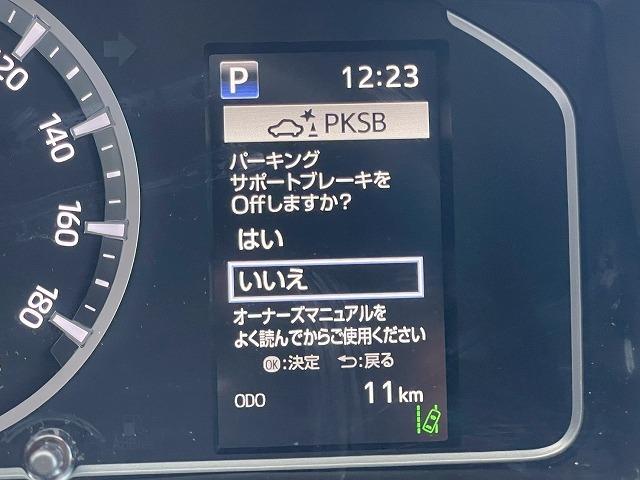 P 12:23
PKSB
パーキング
サポートブレーキを
Offしますか?
はい
いいえ
オーナーズマニュアルを
よく読んでからご使用ください
OK:決定 :戻る
ODO 11km
120
140
160
180